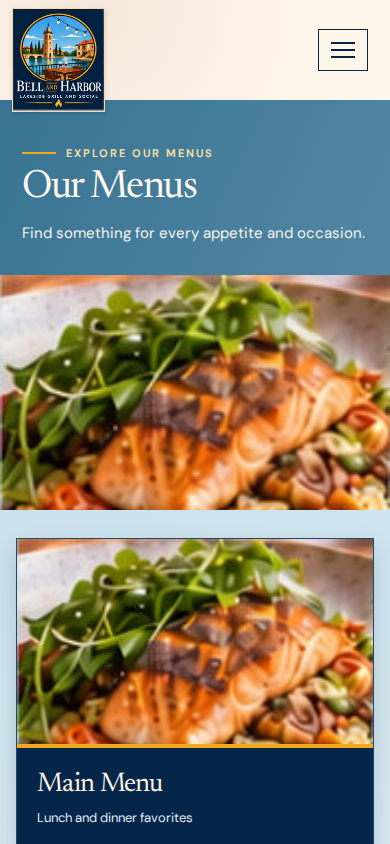 BELL AND HARBOR
LAKESIDE GRILL AND SOCIAL
EXPLORE OUR MENUS
Our Menus
Find something for every appetite and occasion.
Main Menu
Lunch and dinner favorites